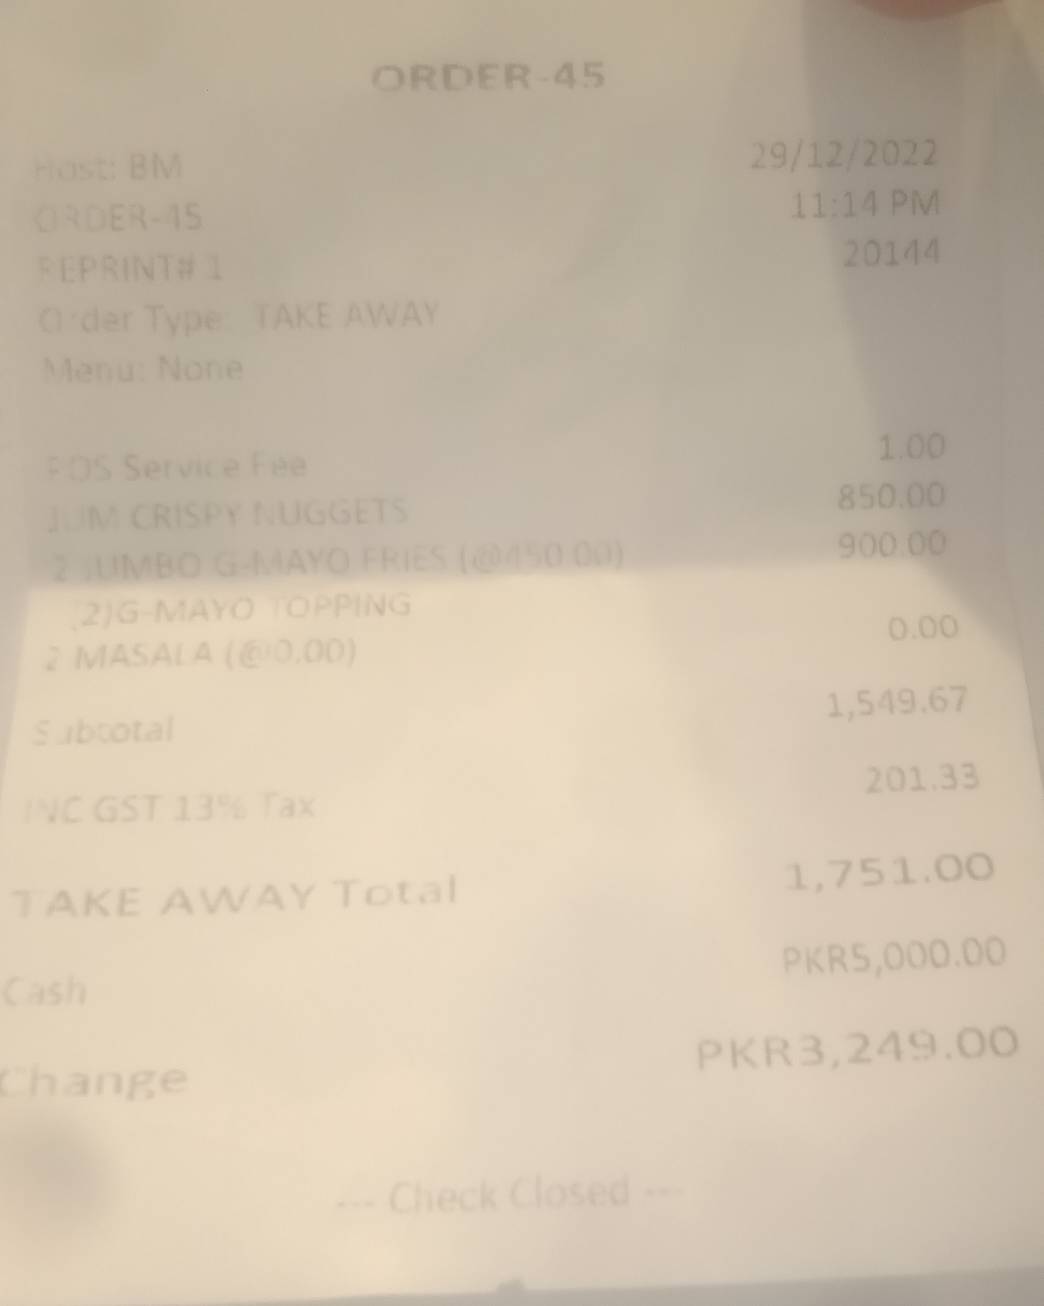 ORDER-45
Host: BM 29/12/2022
ORDER-45 11:14 PM
REPRINT# 1 20144
Order Type: TAKE AWAY
Menu: None
POS Service Fee 1.00
JUM CRISPY NUGGETS 850.00
2 JUMBO G-MAYO FRIES (@450.00) 900.00
(2)G-MAYO TOPPING
2 MASALA (@0.00) 0.00
Subtotal 1,549.67
INC GST 13% Tax 201.33
TAKE AWAY Total 1,751.00
Cash PKR5,000.00
Change PKR3,249.00
--- Check Closed ---